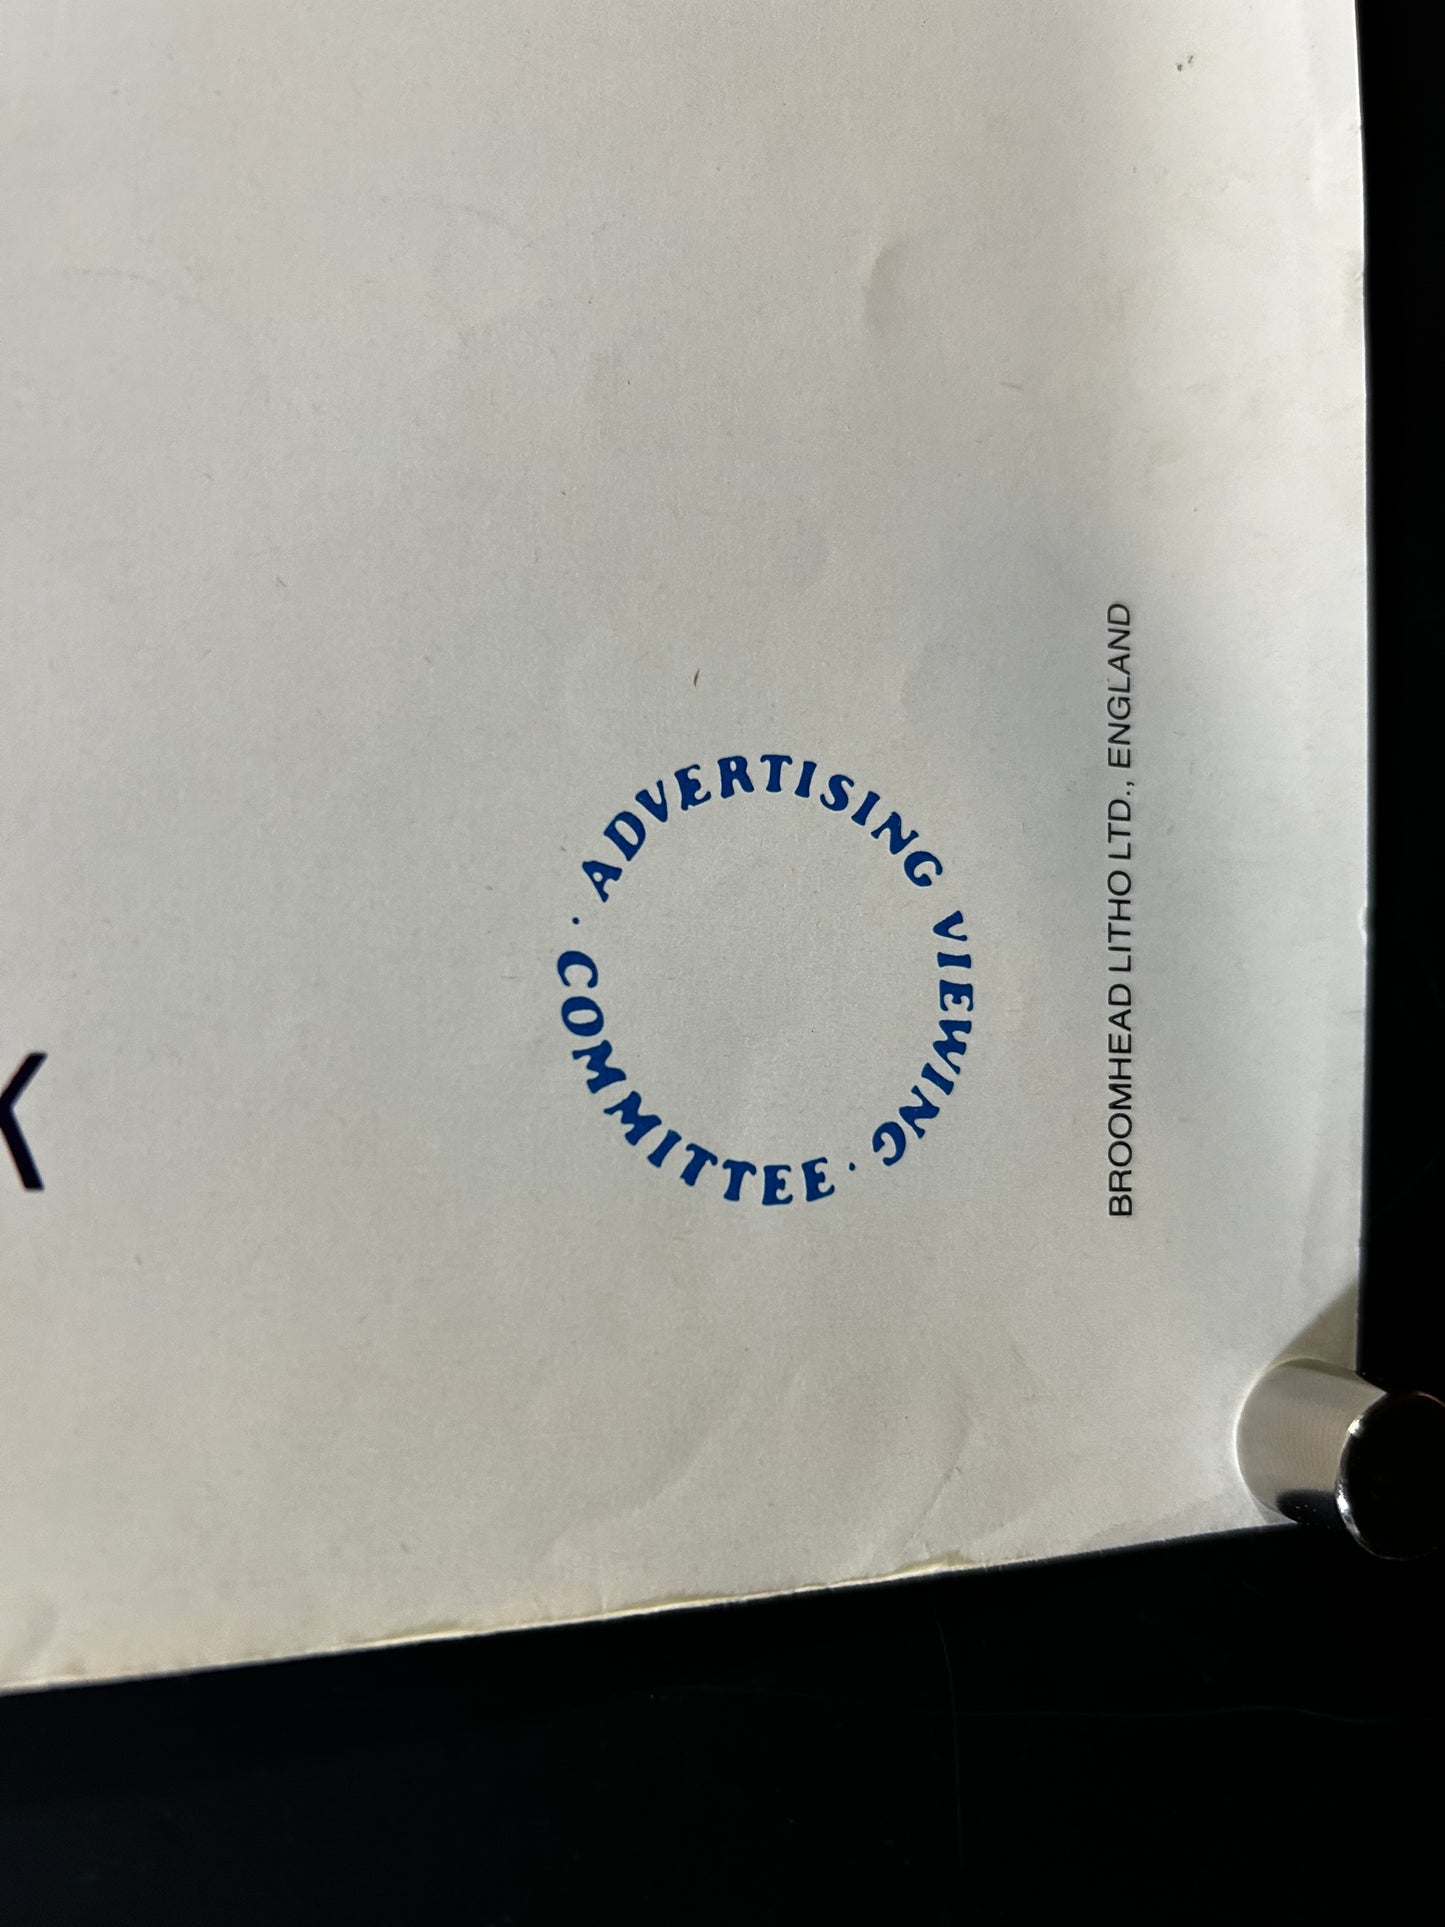 · ADVERTISING VIEWING · COMMITTEE
BROOMHEAD LITHO LTD., ENGLAND
K